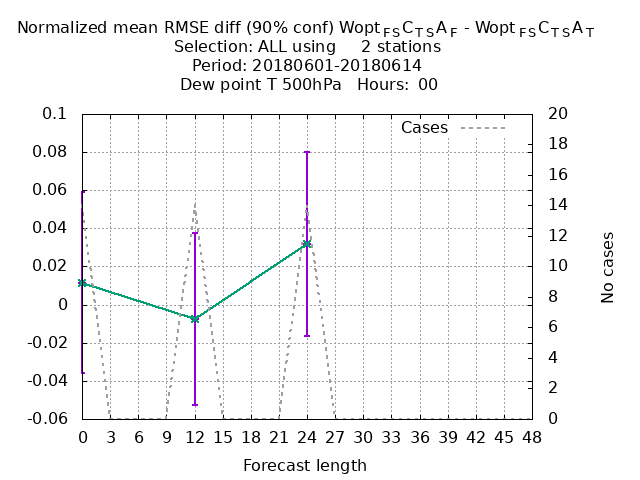 Normalized mean RMSE diff (90% conf) Wopt FS C T S A F - Wopt FS C T S A T
Selection: ALL using 2 stations
Period: 20180601-20180614
Dew point T 500hPa Hours: 00
Cases
0.1
0.08
0.06
0.04
0.02
0
-0.02
-0.04
-0.06
20
18
16
14
12
10
8
6
4
2
0
No cases
0 3 6 9 12 15 18 21 24 27 30 33 36 39 42 45 48
Forecast length